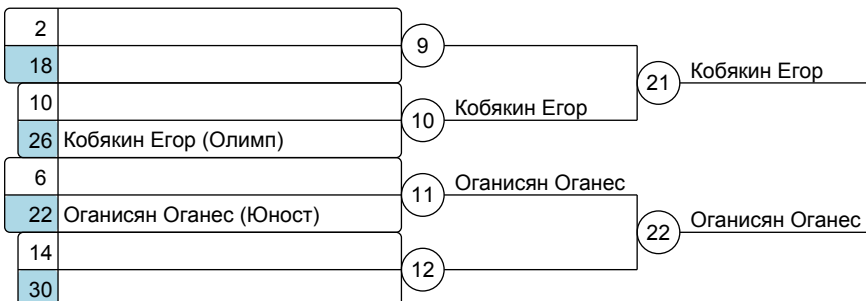 2
9
18
21 Кобякин Егор
10
10 Кобякин Егор
26 Кобякин Егор (Олимп)
6
11 Оганисян Оганес
22 Оганисян Оганес (Юност)
22 Оганисян Оганес
14
12
30